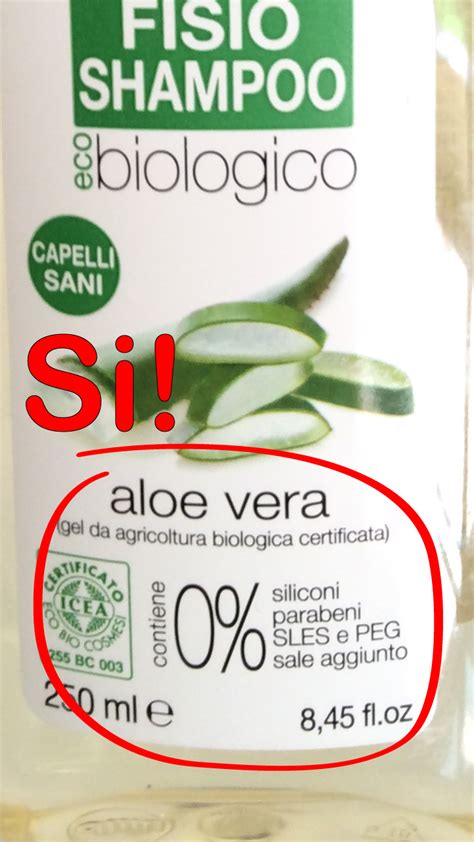 FISIO
SHAMPOO
eco
biologico
CAPELLI
SANI
Si!
aloe vera
(gel da agricoltura biologica certificata)
CERTIFICATO
ICEA
ECO BIO COSMESI
255 BC 003
contiene
0%
siliconi
parabeni
SLES e PEG
sale aggiunto
250 ml e
8,45 fl.oz